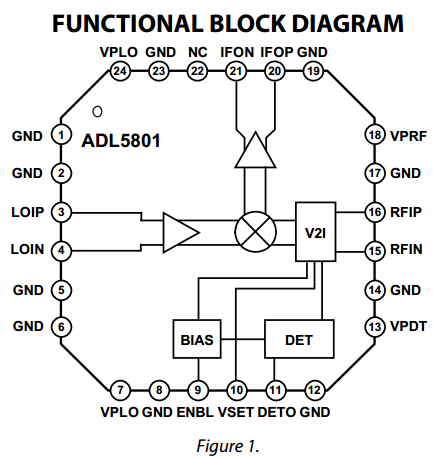 FUNCTIONAL BLOCK DIAGRAM
VPLO GND NC IFON IFOP GND
24 23 22 21 20 19
GND 1 ADL5801 18 VPRF
GND 2 17 GND
LOIP 3 16 RFIP
V2I
LOIN 4 15 RFIN
GND 5 14 GND
GND 6 13 VPDT
BIAS DET
7 8 9 10 11 12
VPLO GND ENBL VSET DETO GND
Figure 1.